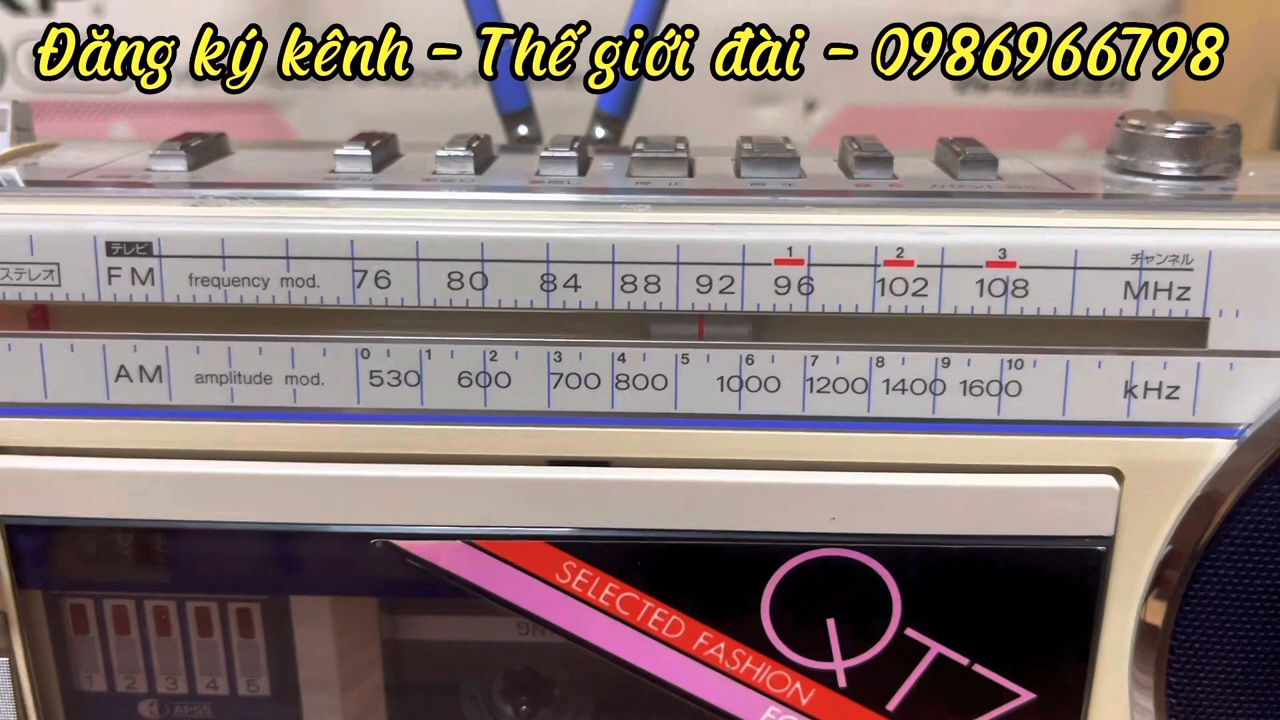 Đăng ký kênh - Thế giới đài - 0986966798
テレビ 1 2 3 チャンネル
ステレオ FM frequency mod. 76 80 84 88 92 96 102 108 MHz
0 1 2 3 4 5 6 7 8 9 10
AM amplitude mod. 530 600 700 800 1000 1200 1400 1600 kHz
SELECTED FASHION
QT7
1 2 3 4 5
APSS